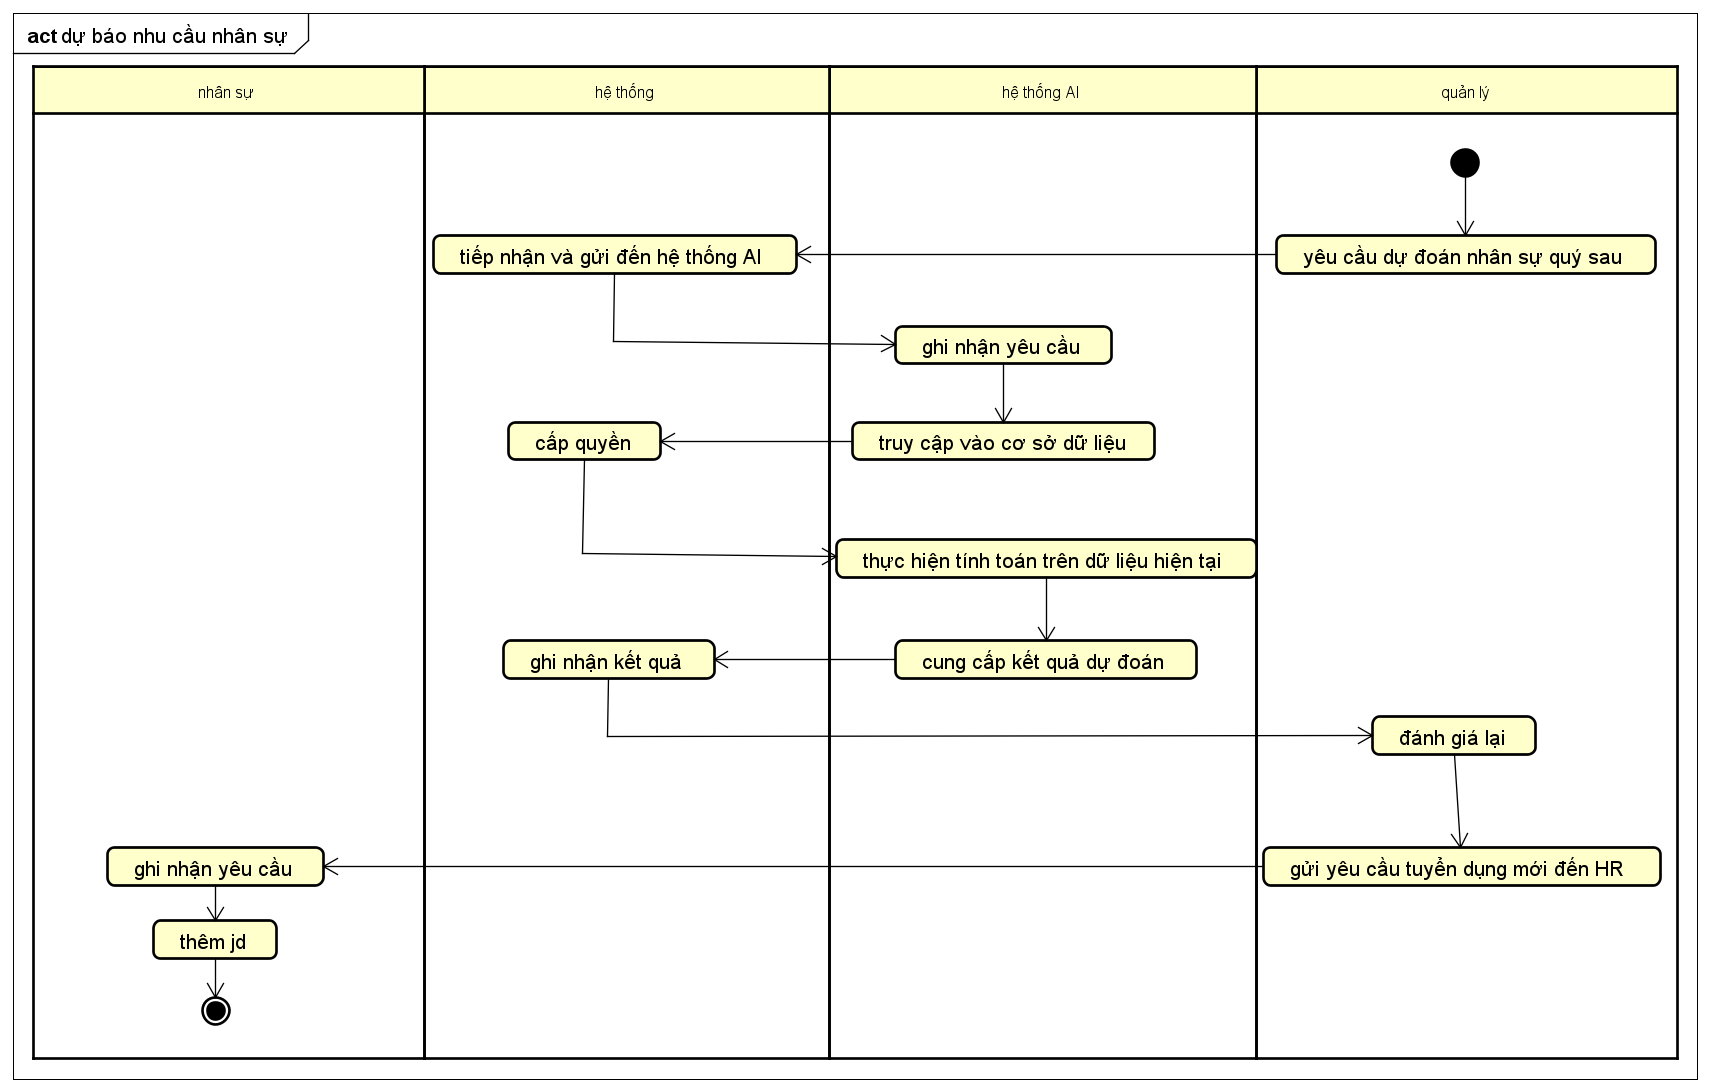 act dự báo nhu cầu nhân sự
nhân sự
hệ thống
hệ thống AI
quản lý
tiếp nhận và gửi đến hệ thống AI
yêu cầu dự đoán nhân sự quý sau
ghi nhận yêu cầu
cấp quyền
truy cập vào cơ sở dữ liệu
thực hiện tính toán trên dữ liệu hiện tại
ghi nhận kết quả
cung cấp kết quả dự đoán
đánh giá lại
ghi nhận yêu cầu
gửi yêu cầu tuyển dụng mới đến HR
thêm jd